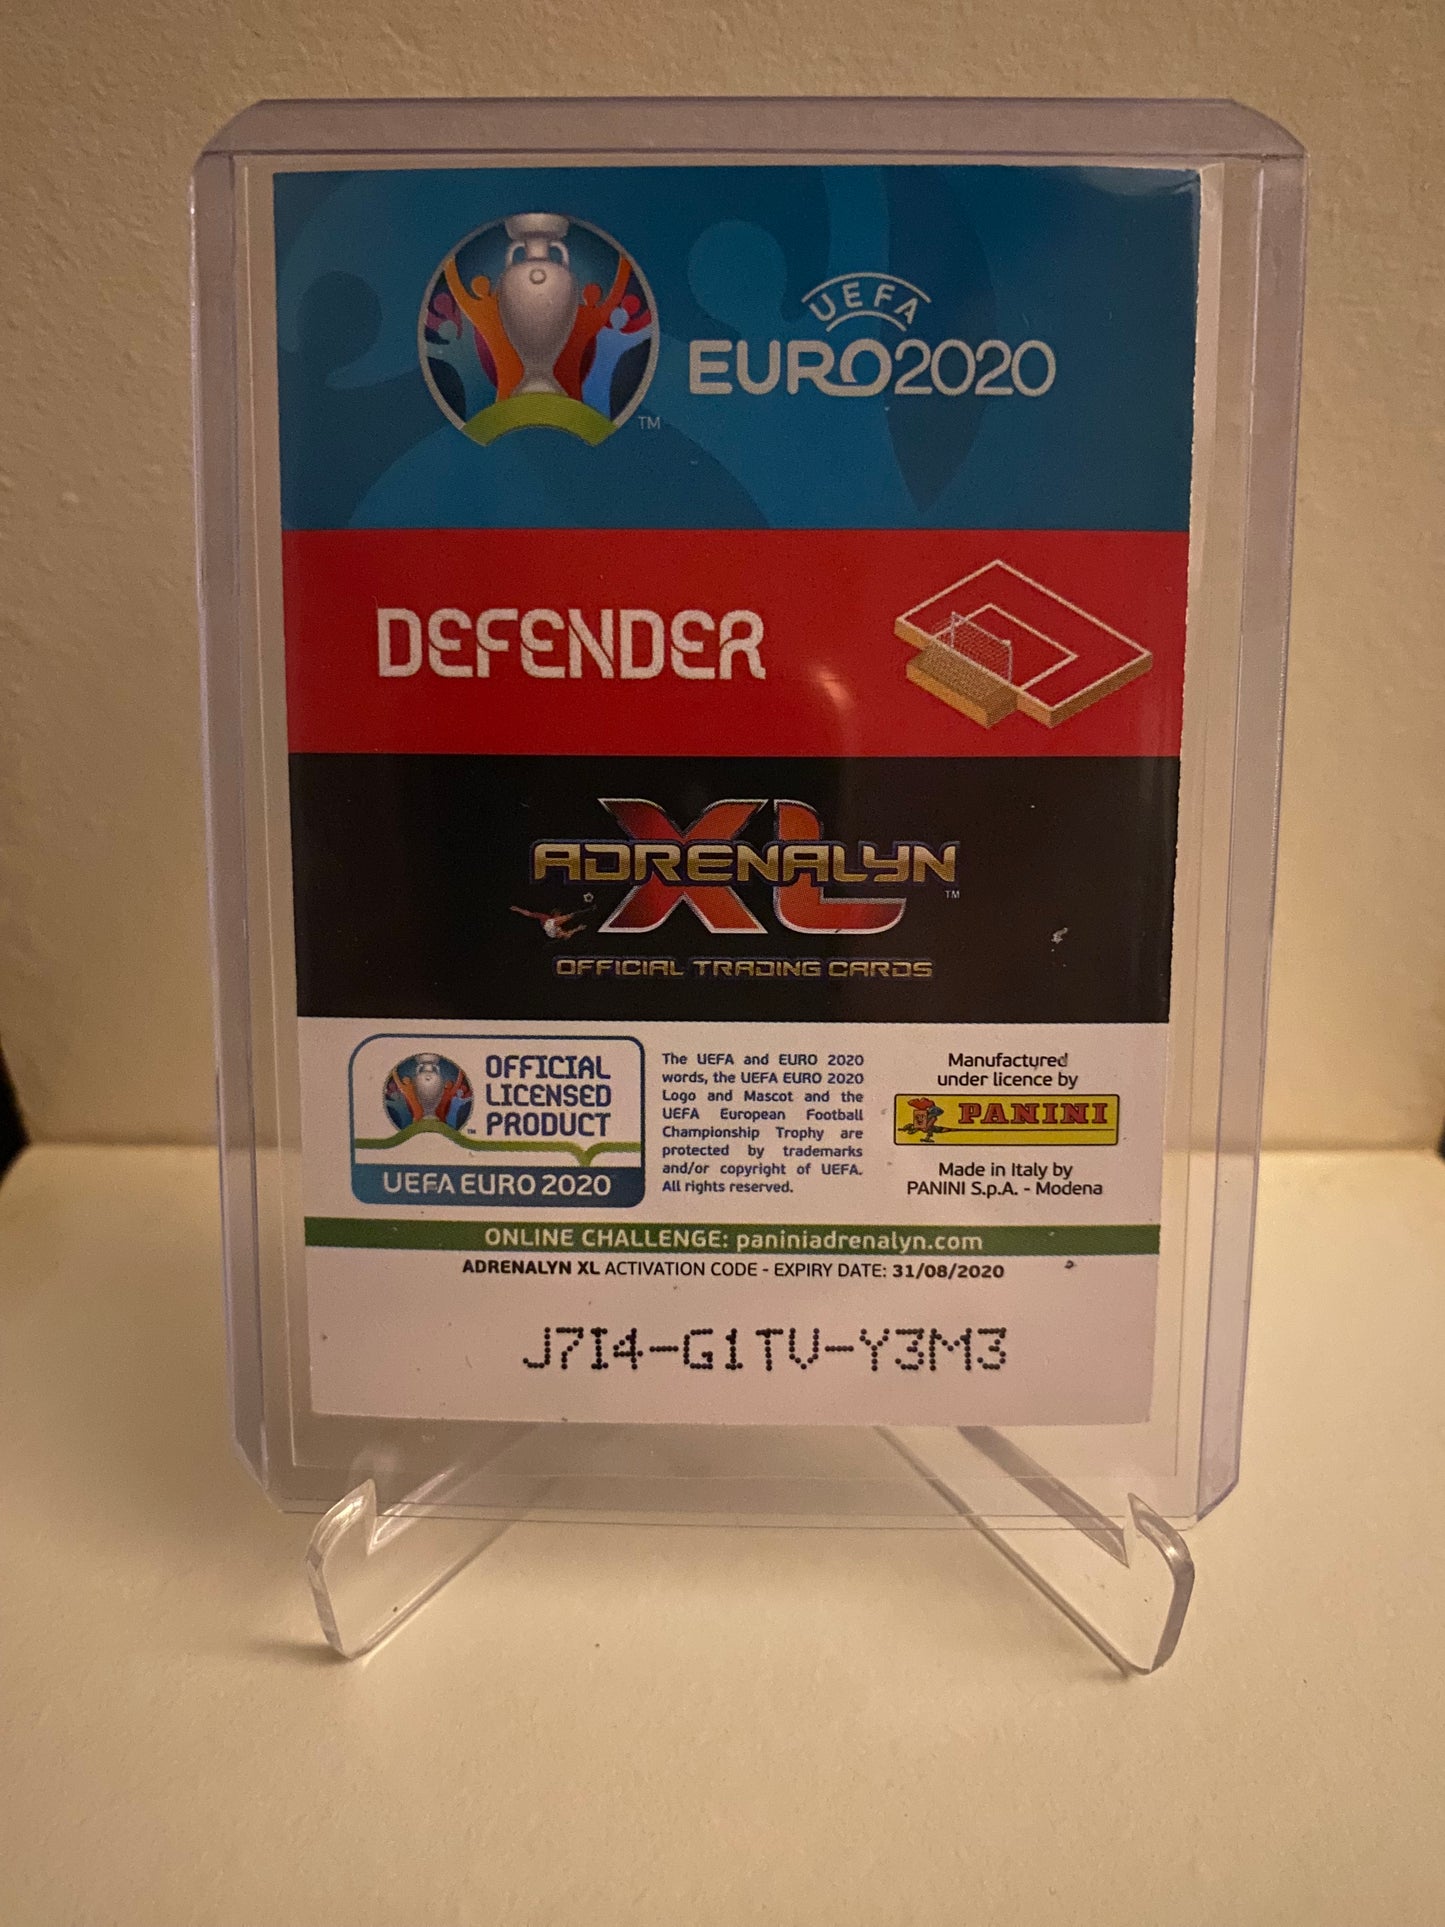 UEFA
EURO2020
TM
DEFENDER
XL
ADRENALYN
TM
OFFICIAL TRADING CARDS
OFFICIAL
LICENSED
PRODUCT
TM
UEFA EURO 2020
The UEFA and EURO 2020
words, the UEFA EURO 2020
Logo and Mascot and the
UEFA European Football
Championship Trophy are
protected by trademarks
and/or copyright of UEFA.
All rights reserved.
Manufactured
under licence by
PANINI
Made in Italy by
PANINI S.p.A. - Modena
ONLINE CHALLENGE: paniniadrenalyn.com
ADRENALYN XL ACTIVATION CODE - EXPIRY DATE: 31/08/2020
J7I4-G1TV-Y3M3